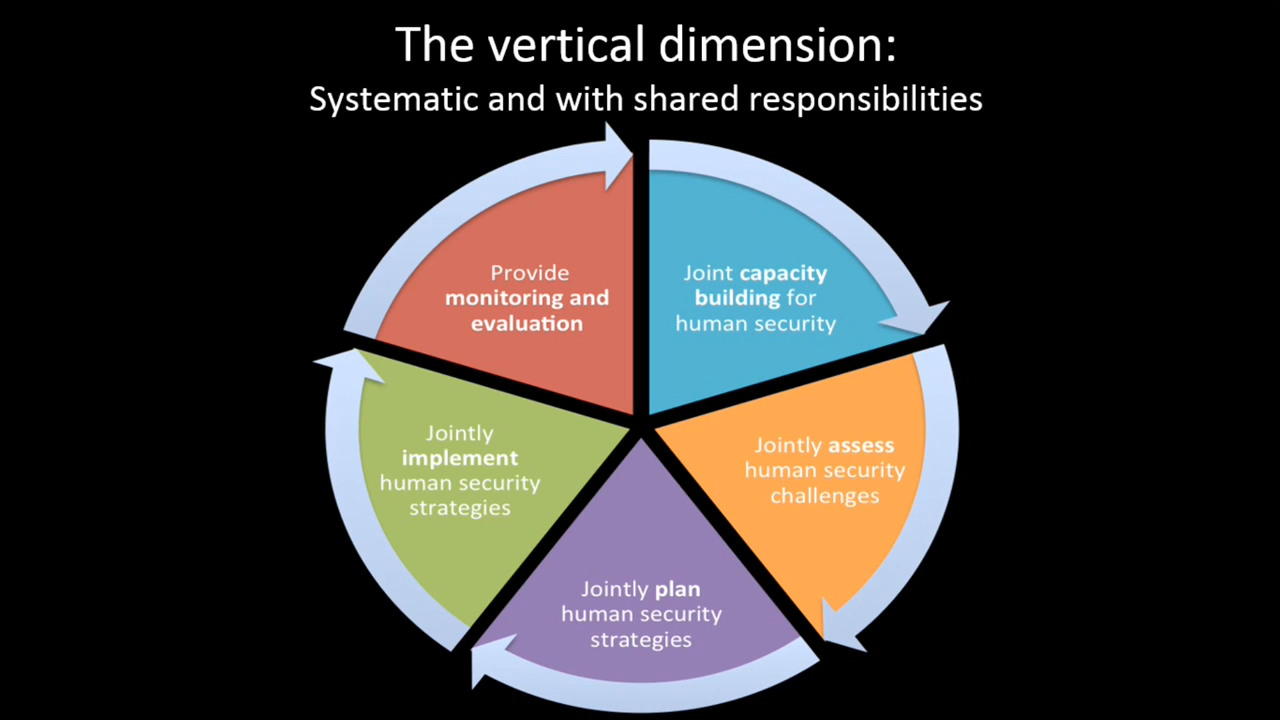 The vertical dimension:
Systematic and with shared responsibilities
Provide
monitoring and
evaluation
Joint capacity
building for
human security
Jointly
implement
human security
strategies
Jointly assess
human security
challenges
Jointly plan
human security
strategies